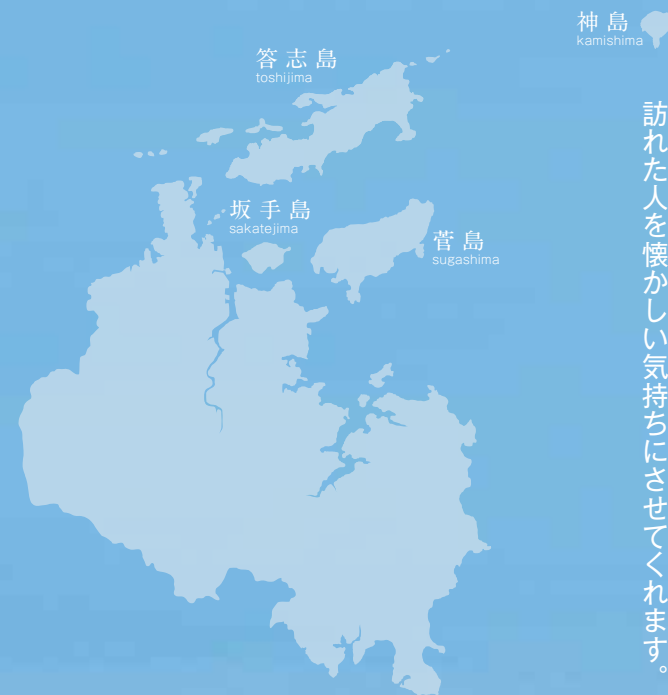 神島
kamishima
答志島
toshijima
坂手島
sakatejima
菅島
sugashima
訪れた人を懐かしい気持ちにさせてくれます。